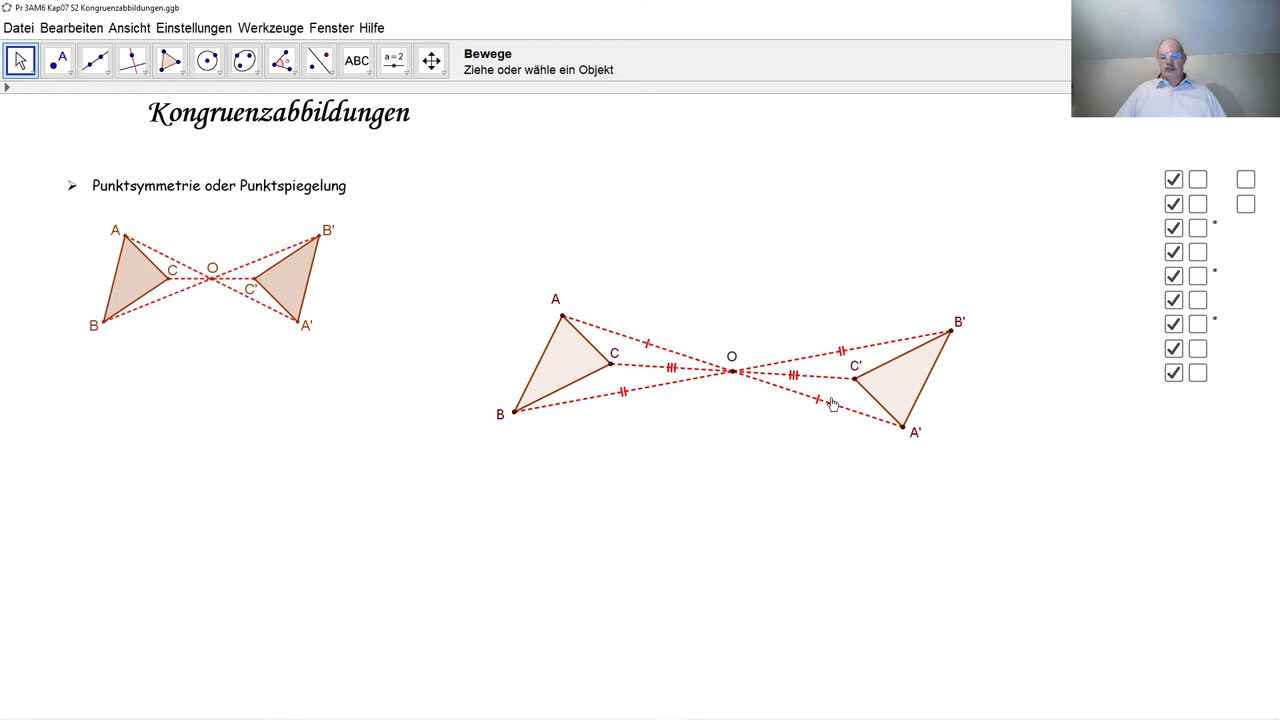 Pr 3AM6 Kap07 S2 Kongruenzabbildungen.ggb
Datei Bearbeiten Ansicht Einstellungen Werkzeuge Fenster Hilfe
A
ABC
a=2
Bewege
Ziehe oder wähle ein Objekt
Kongruenzabbildungen
➤ Punktsymmetrie oder Punktspiegelung
A
B'
C
O
C'
B
A'
*
*
*
A
B'
C
O
C'
B
A'